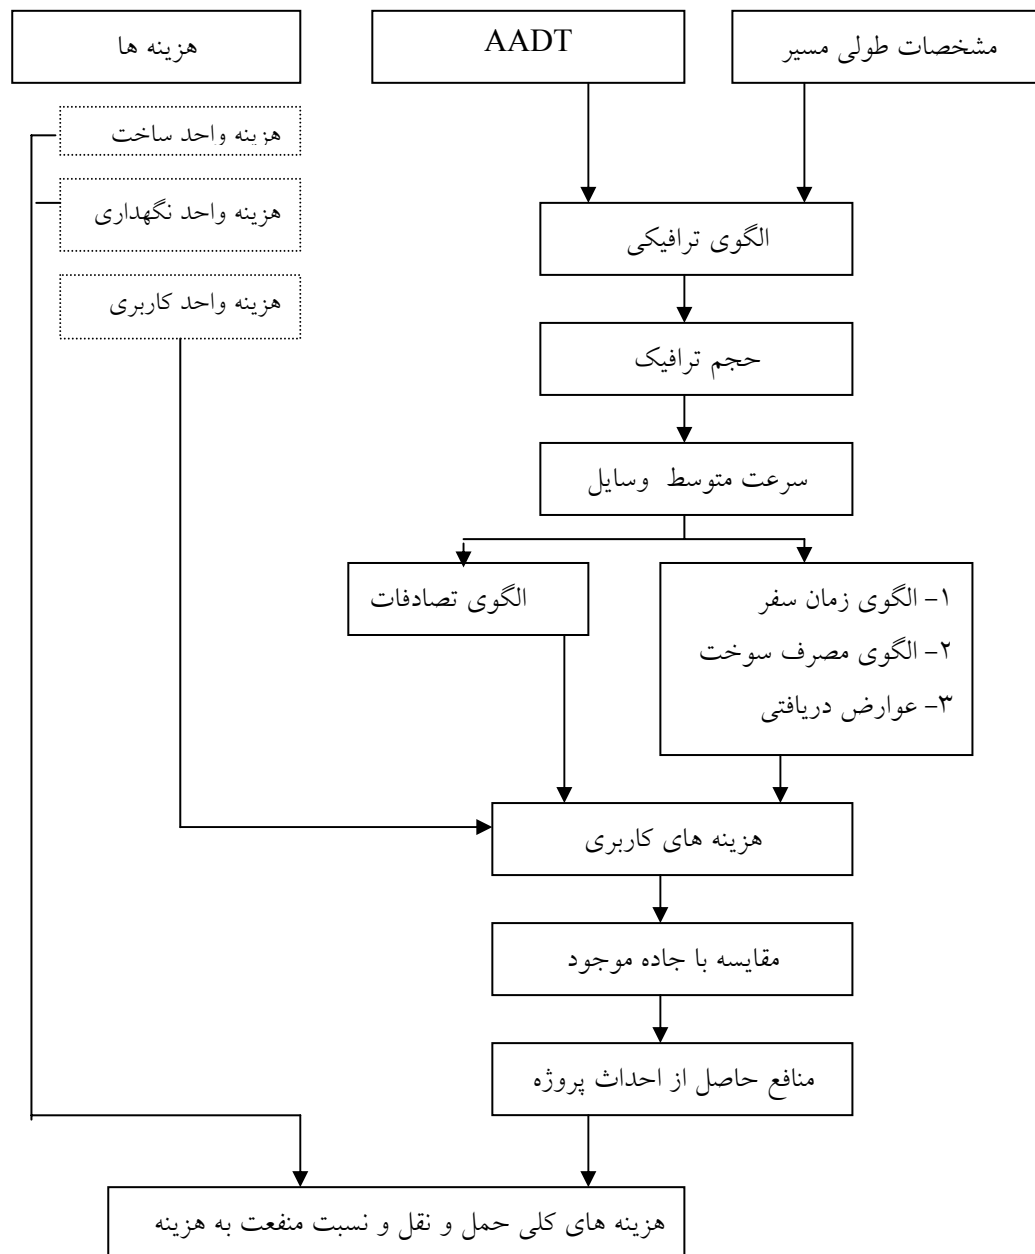 مشخصات طولی مسیر
AADT
هزینه ها
هزینه واحد ساخت
هزینه واحد نگهداری
هزینه واحد کاربری
الگوی ترافیکی
حجم ترافیک
سرعت متوسط وسایل
۱- الگوی زمان سفر
۲- الگوی مصرف سوخت
۳- عوارض دریافتی
الگوی تصادفات
هزینه های کاربری
مقایسه با جاده موجود
منافع حاصل از احداث پروژه
هزینه های کلی حمل و نقل و نسبت منفعت به هزینه